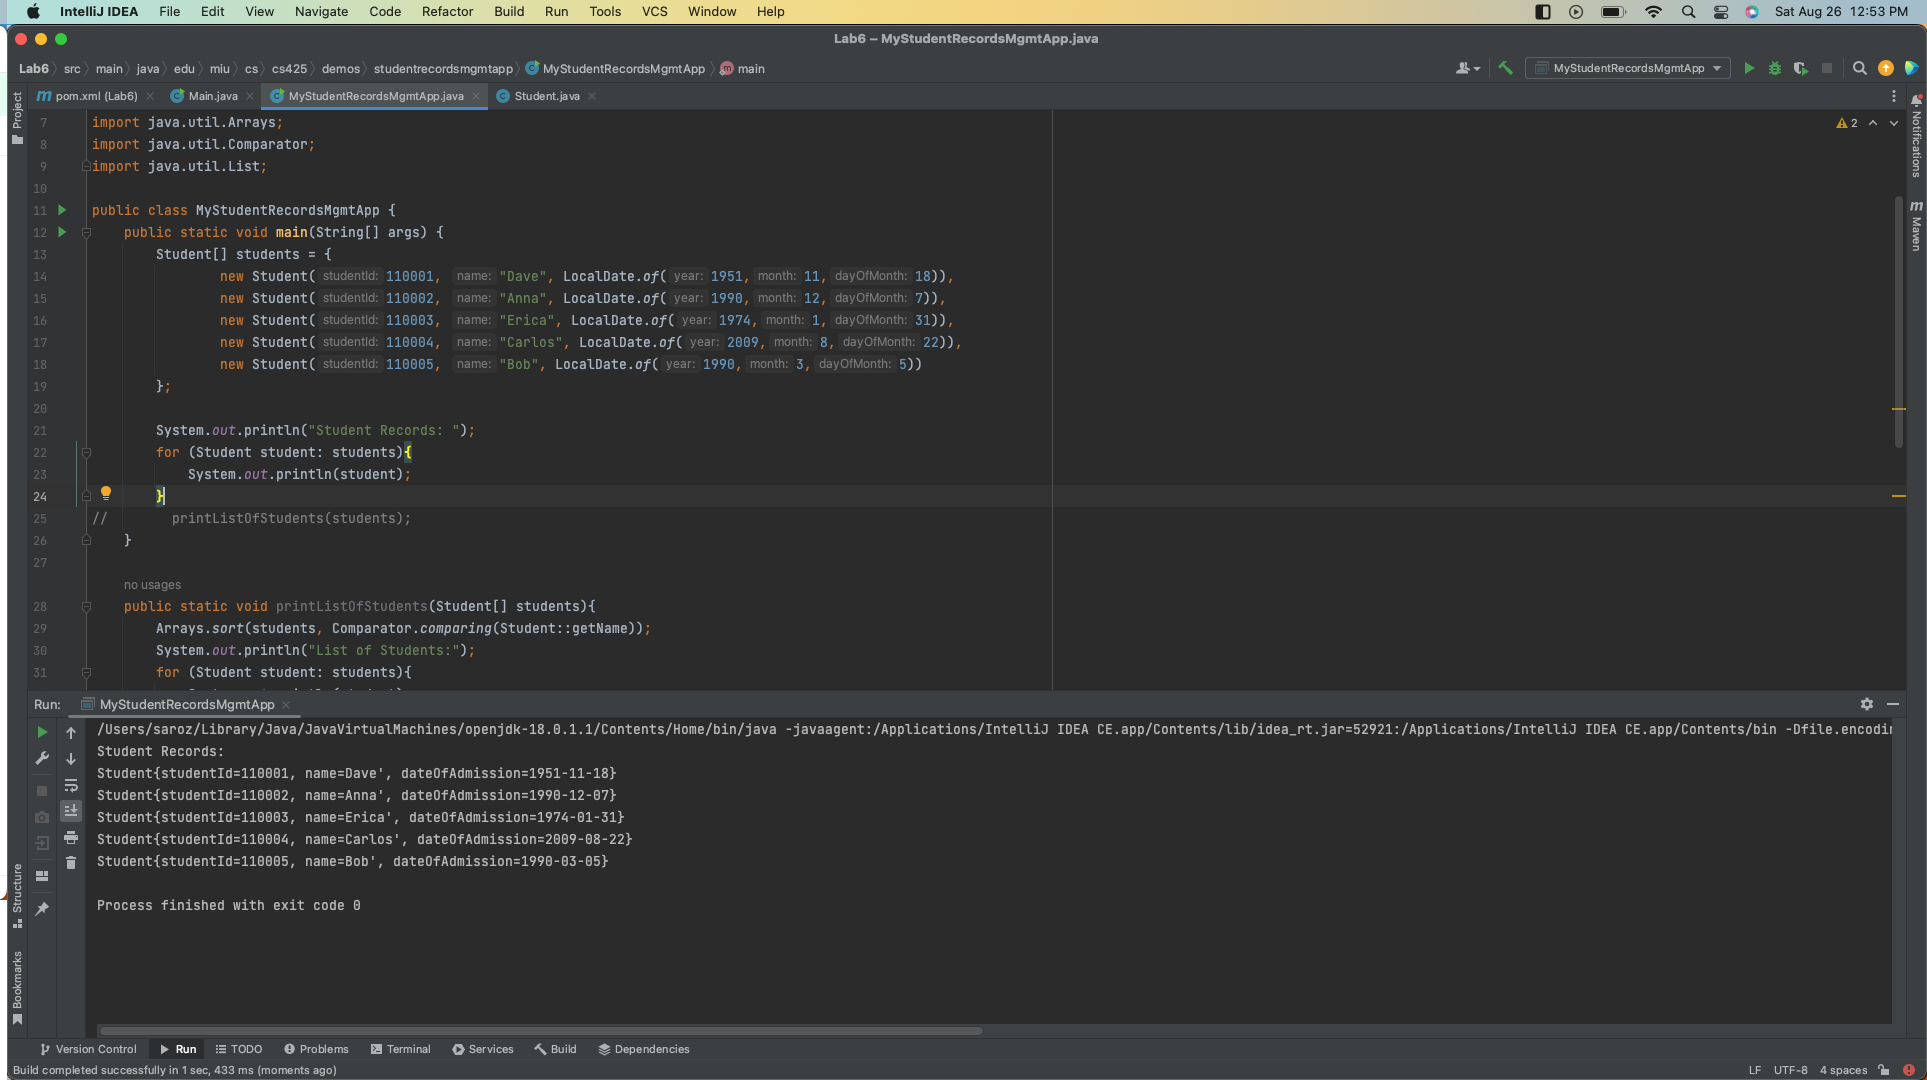 IntelliJ IDEA File Edit View Navigate Code Refactor Build Run Tools VCS Window Help Sat Aug 26 12:53 PM
Lab6 – MyStudentRecordsMgmtApp.java
Lab6 src main java edu miu cs cs425 demos studentrecordsmgmtapp MyStudentRecordsMgmtApp main MyStudentRecordsMgmtApp
pom.xml (Lab6) Main.java MyStudentRecordsMgmtApp.java Student.java
Project
Notifications
Maven
2
7 import java.util.Arrays;
8 import java.util.Comparator;
9 import java.util.List;
10
11 public class MyStudentRecordsMgmtApp {
12 public static void main(String[] args) {
13 Student[] students = {
14 new Student( studentId: 110001, name: "Dave", LocalDate.of( year: 1951, month: 11, dayOfMonth: 18)),
15 new Student( studentId: 110002, name: "Anna", LocalDate.of( year: 1990, month: 12, dayOfMonth: 7)),
16 new Student( studentId: 110003, name: "Erica", LocalDate.of( year: 1974, month: 1, dayOfMonth: 31)),
17 new Student( studentId: 110004, name: "Carlos", LocalDate.of( year: 2009, month: 8, dayOfMonth: 22)),
18 new Student( studentId: 110005, name: "Bob", LocalDate.of( year: 1990, month: 3, dayOfMonth: 5))
19 };
20
21 System.out.println("Student Records: ");
22 for (Student student: students){
23 System.out.println(student);
24 }
25 // printListOfStudents(students);
26 }
27
no usages
28 public static void printListOfStudents(Student[] students){
29 Arrays.sort(students, Comparator.comparing(Student::getName));
30 System.out.println("List of Students:");
31 for (Student student: students){
Run: MyStudentRecordsMgmtApp
/Users/saroz/Library/Java/JavaVirtualMachines/openjdk-18.0.1.1/Contents/Home/bin/java -javaagent:/Applications/IntelliJ IDEA CE.app/Contents/lib/idea_rt.jar=52921:/Applications/IntelliJ IDEA CE.app/Contents/bin -Dfile.encodin
Student Records:
Student{studentId=110001, name=Dave', dateOfAdmission=1951-11-18}
Student{studentId=110002, name=Anna', dateOfAdmission=1990-12-07}
Student{studentId=110003, name=Erica', dateOfAdmission=1974-01-31}
Student{studentId=110004, name=Carlos', dateOfAdmission=2009-08-22}
Student{studentId=110005, name=Bob', dateOfAdmission=1990-03-05}
Process finished with exit code 0
Structure
Bookmarks
Version Control Run TODO Problems Terminal Services Build Dependencies
Build completed successfully in 1 sec, 433 ms (moments ago) LF UTF-8 4 spaces